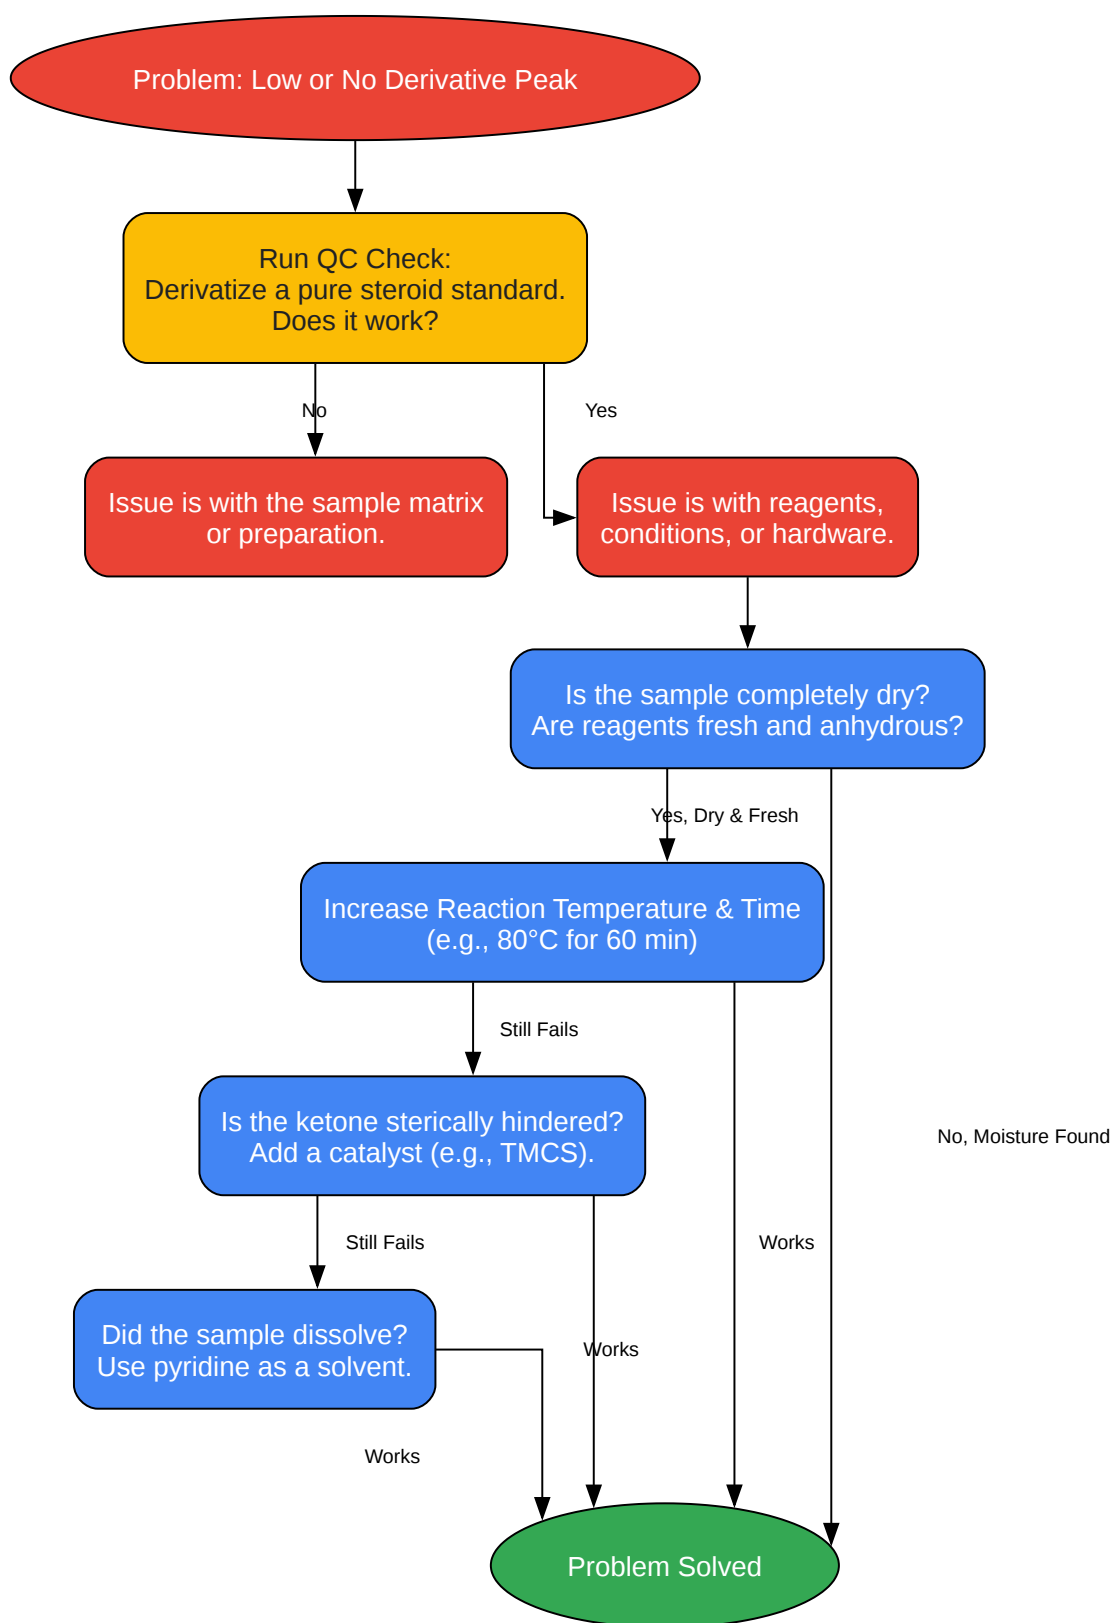 Problem: Low or No Derivative Peak
Run QC Check:
Derivatize a pure steroid standard.
Does it work?
No
Yes
Issue is with the sample matrix
or preparation.
Issue is with reagents,
conditions, or hardware.
Is the sample completely dry?
Are reagents fresh and anhydrous?
Yes, Dry & Fresh
Increase Reaction Temperature & Time
(e.g., 80°C for 60 min)
Still Fails
Is the ketone sterically hindered?
Add a catalyst (e.g., TMCS).
No, Moisture Found
Still Fails
Works
Did the sample dissolve?
Use pyridine as a solvent.
Works
Works
Problem Solved